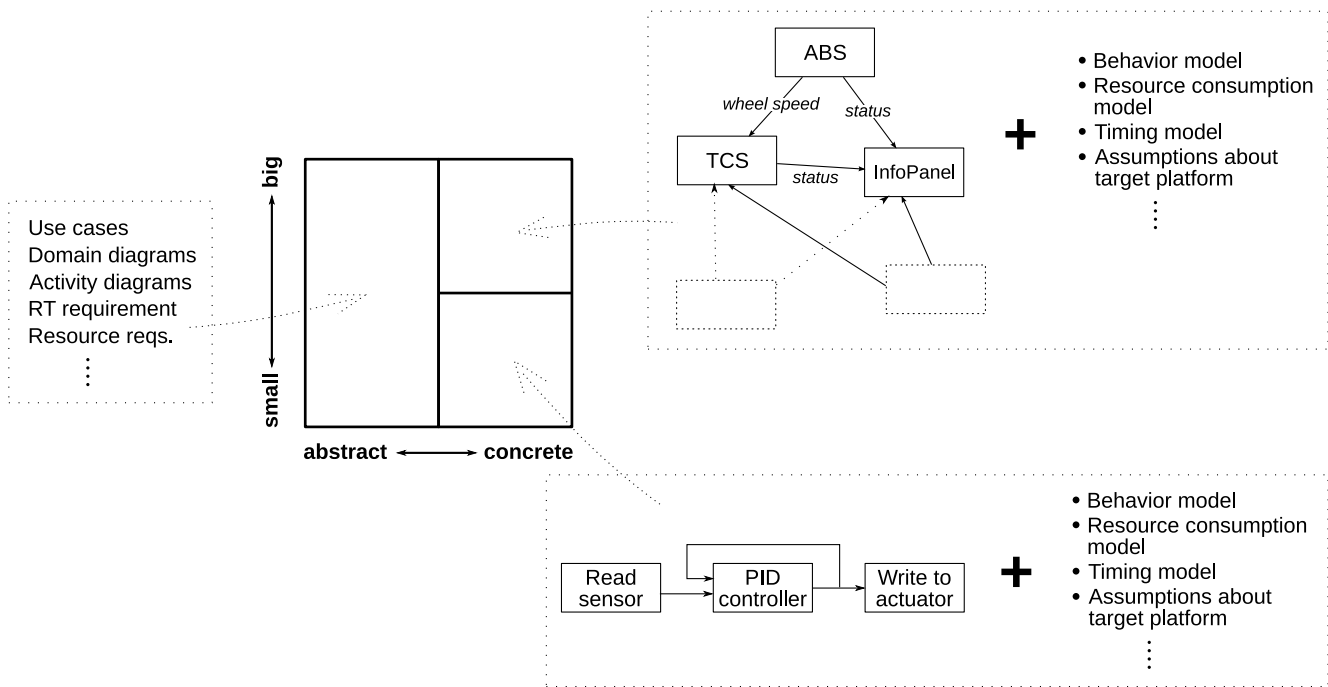 ABS
wheel speed
status
TCS
status
InfoPanel
+
• Behavior model
• Resource consumption
model
• Timing model
• Assumptions about
target platform
big
small
abstract
concrete
Use cases
Domain diagrams
Activity diagrams
RT requirement
Resource reqs.
Read
sensor
PID
controller
Write to
actuator
+
• Behavior model
• Resource consumption
model
• Timing model
• Assumptions about
target platform